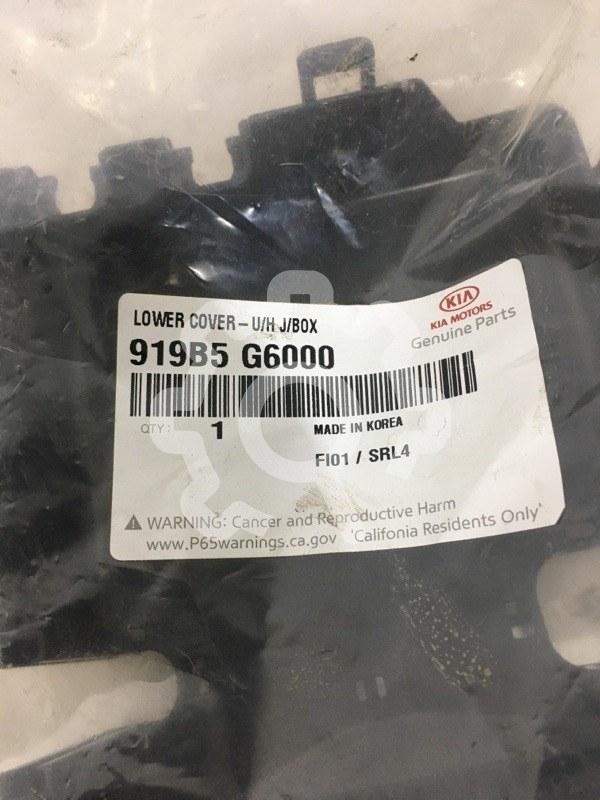 LOWER COVER - U/H J/BOX
KIA
KIA MOTORS
Genuine Parts
919B5 G6000
QTY : 1
MADE IN KOREA
FI01 / SRL4
WARNING: Cancer and Reproductive Harm
www.P65warnings.ca.gov 'Califonia Residents Only'